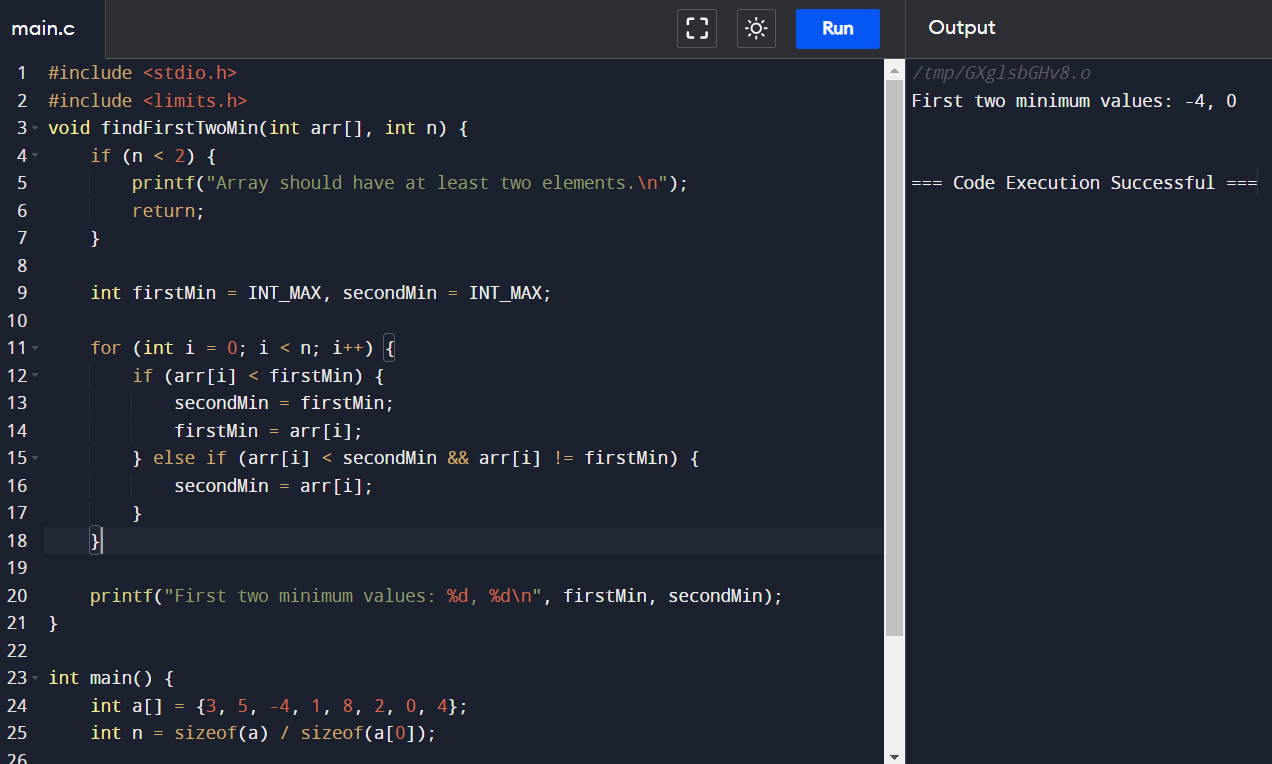 main.c
Run
Output
1 #include <stdio.h>
2 #include <limits.h>
3 void findFirstTwoMin(int arr[], int n) {
4     if (n < 2) {
5         printf("Array should have at least two elements.\n");
6         return;
7     }
8
9     int firstMin = INT_MAX, secondMin = INT_MAX;
10
11     for (int i = 0; i < n; i++) {
12         if (arr[i] < firstMin) {
13             secondMin = firstMin;
14             firstMin = arr[i];
15         } else if (arr[i] < secondMin && arr[i] != firstMin) {
16             secondMin = arr[i];
17         }
18     }
19
20     printf("First two minimum values: %d, %d\n", firstMin, secondMin);
21 }
22
23 int main() {
24     int a[] = {3, 5, -4, 1, 8, 2, 0, 4};
25     int n = sizeof(a) / sizeof(a[0]);
26
/tmp/GXglsbGHv8.o
First two minimum values: -4, 0
=== Code Execution Successful ===